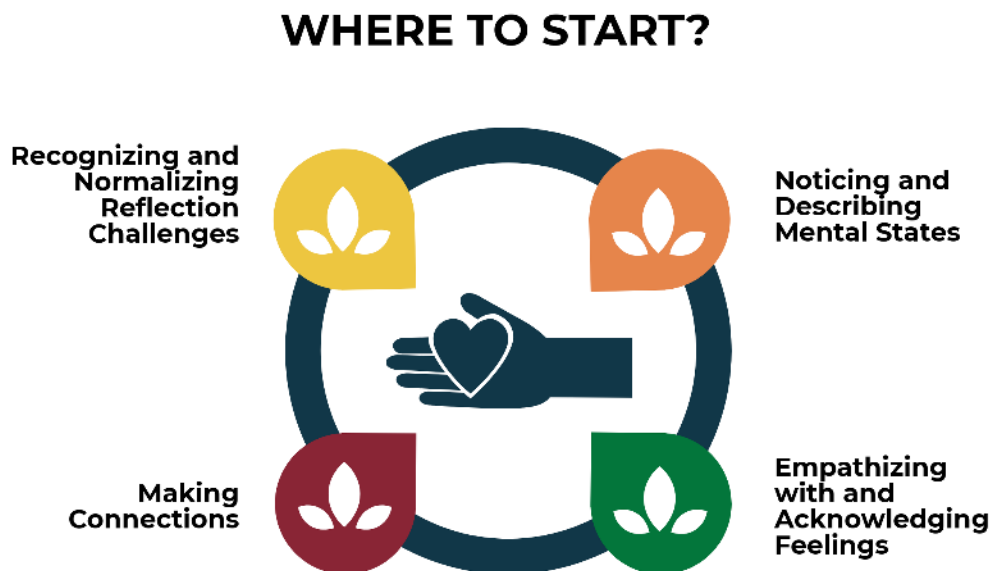 WHERE TO START?
Recognizing and
Normalizing
Reflection
Challenges
Noticing and
Describing
Mental States
Making
Connections
Empathizing
with and
Acknowledging
Feelings